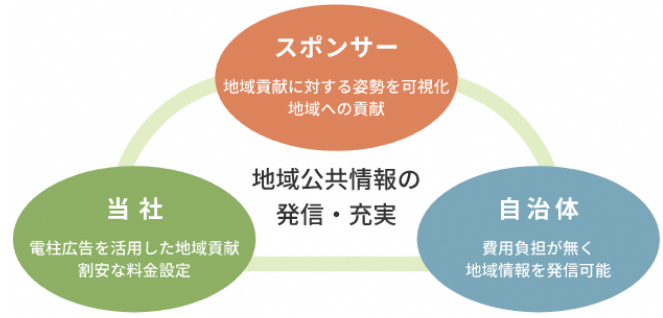 スポンサー
地域貢献に対する姿勢を可視化
地域への貢献
地域公共情報の
発信・充実
当社
電柱広告を活用した地域貢献
割安な料金設定
自治体
費用負担が無く
地域情報を発信可能